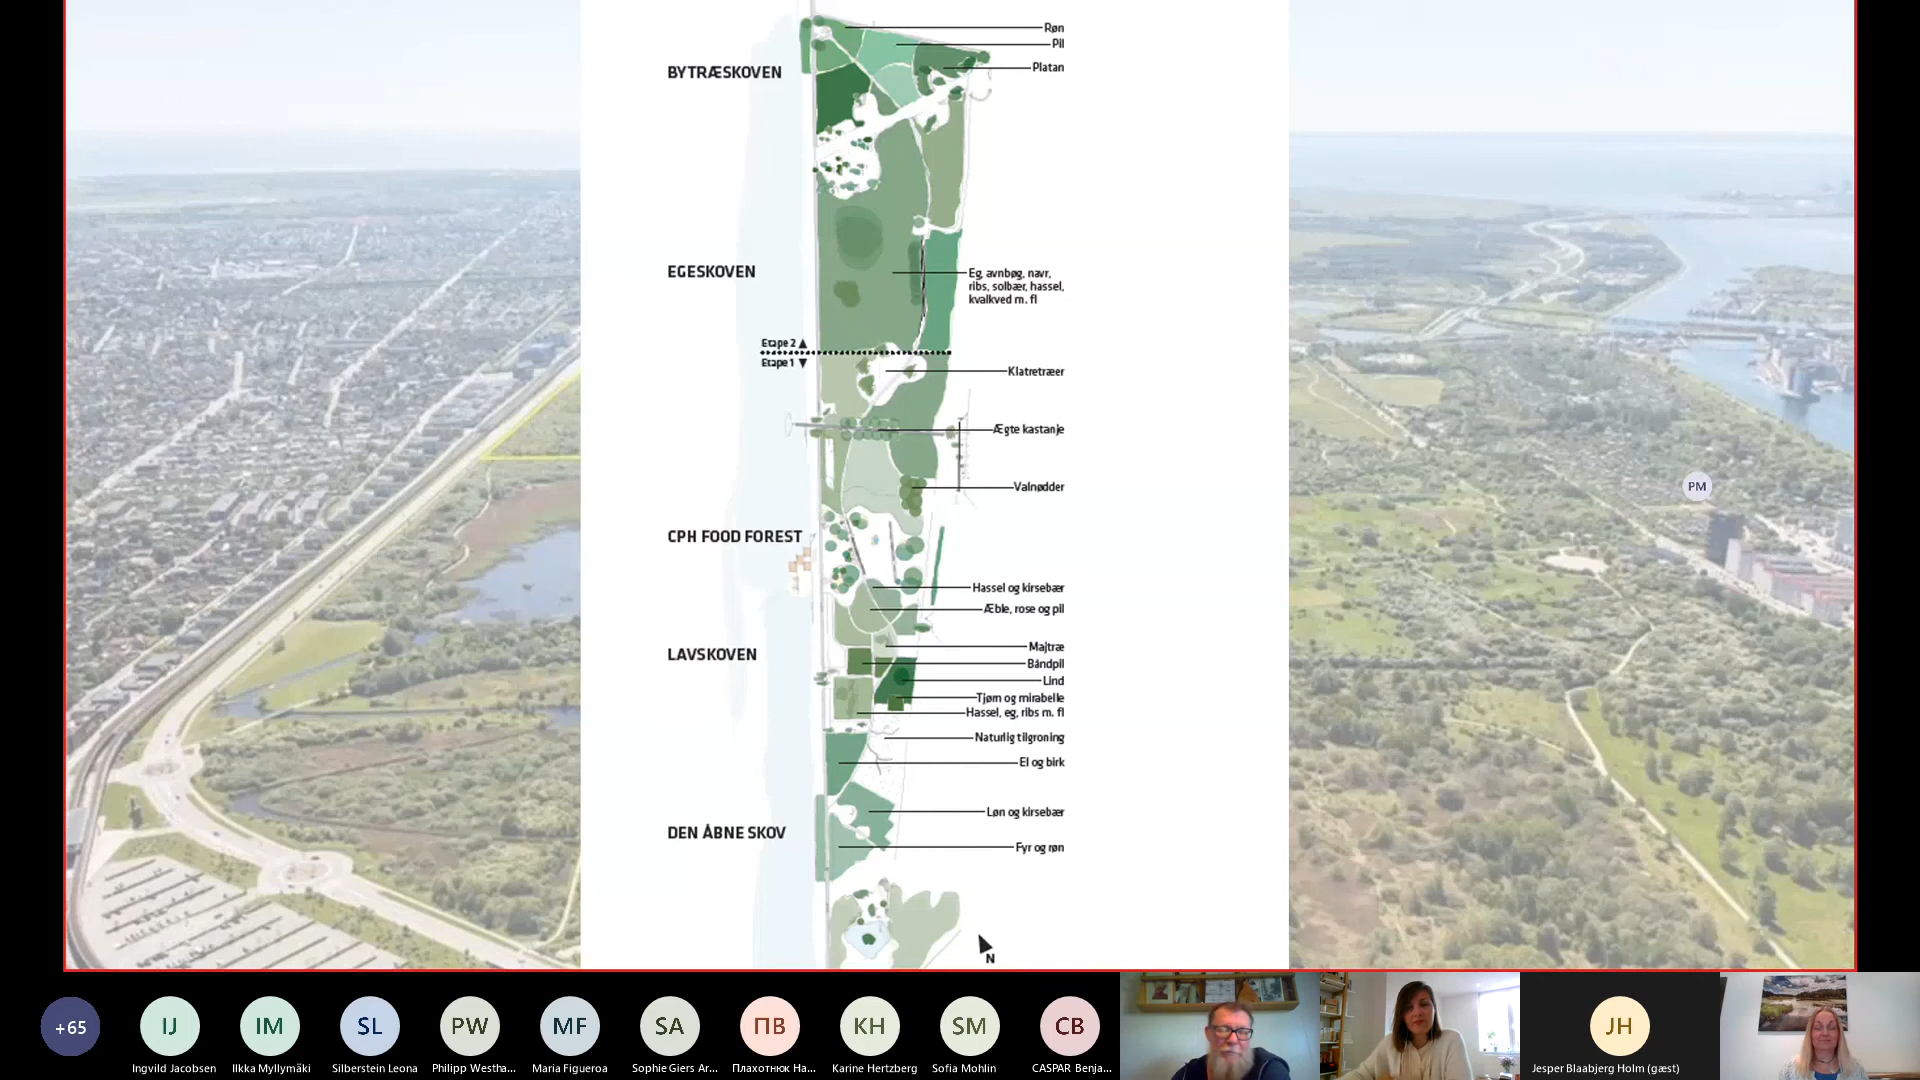 Røn
Pil
Platan
BYTRÆSKOVEN
EGESKOVEN
Eg, avnbøg, navr,
ribs, solbær, hassel,
kvalkved m. fl
Etape 2 ▲
Etape 1 ▼
Klatretræer
Ægte kastanje
Valnødder
CPH FOOD FOREST
Hassel og kirsebær
Æble, rose og pil
Majtræ
LAVSKOVEN
Båndpil
Lind
Tjørn og mirabelle
Hassel, eg, ribs m. fl
Naturlig tilgroning
El og birk
Løn og kirsebær
DEN ÅBNE SKOV
Fyr og røn
N
PM
+65
IJ
IM
SL
PW
MF
SA
ПВ
KH
SM
CB
JH
Ingvild Jacobsen
Ilkka Myllymäki
Silberstein Leona
Philipp Westha...
Maria Figueroa
Sophie Giers Ar...
Плахотнюк На...
Karine Hertzberg
Sofia Mohlin
CASPAR Benja...
Jesper Blaabjerg Holm (gæst)